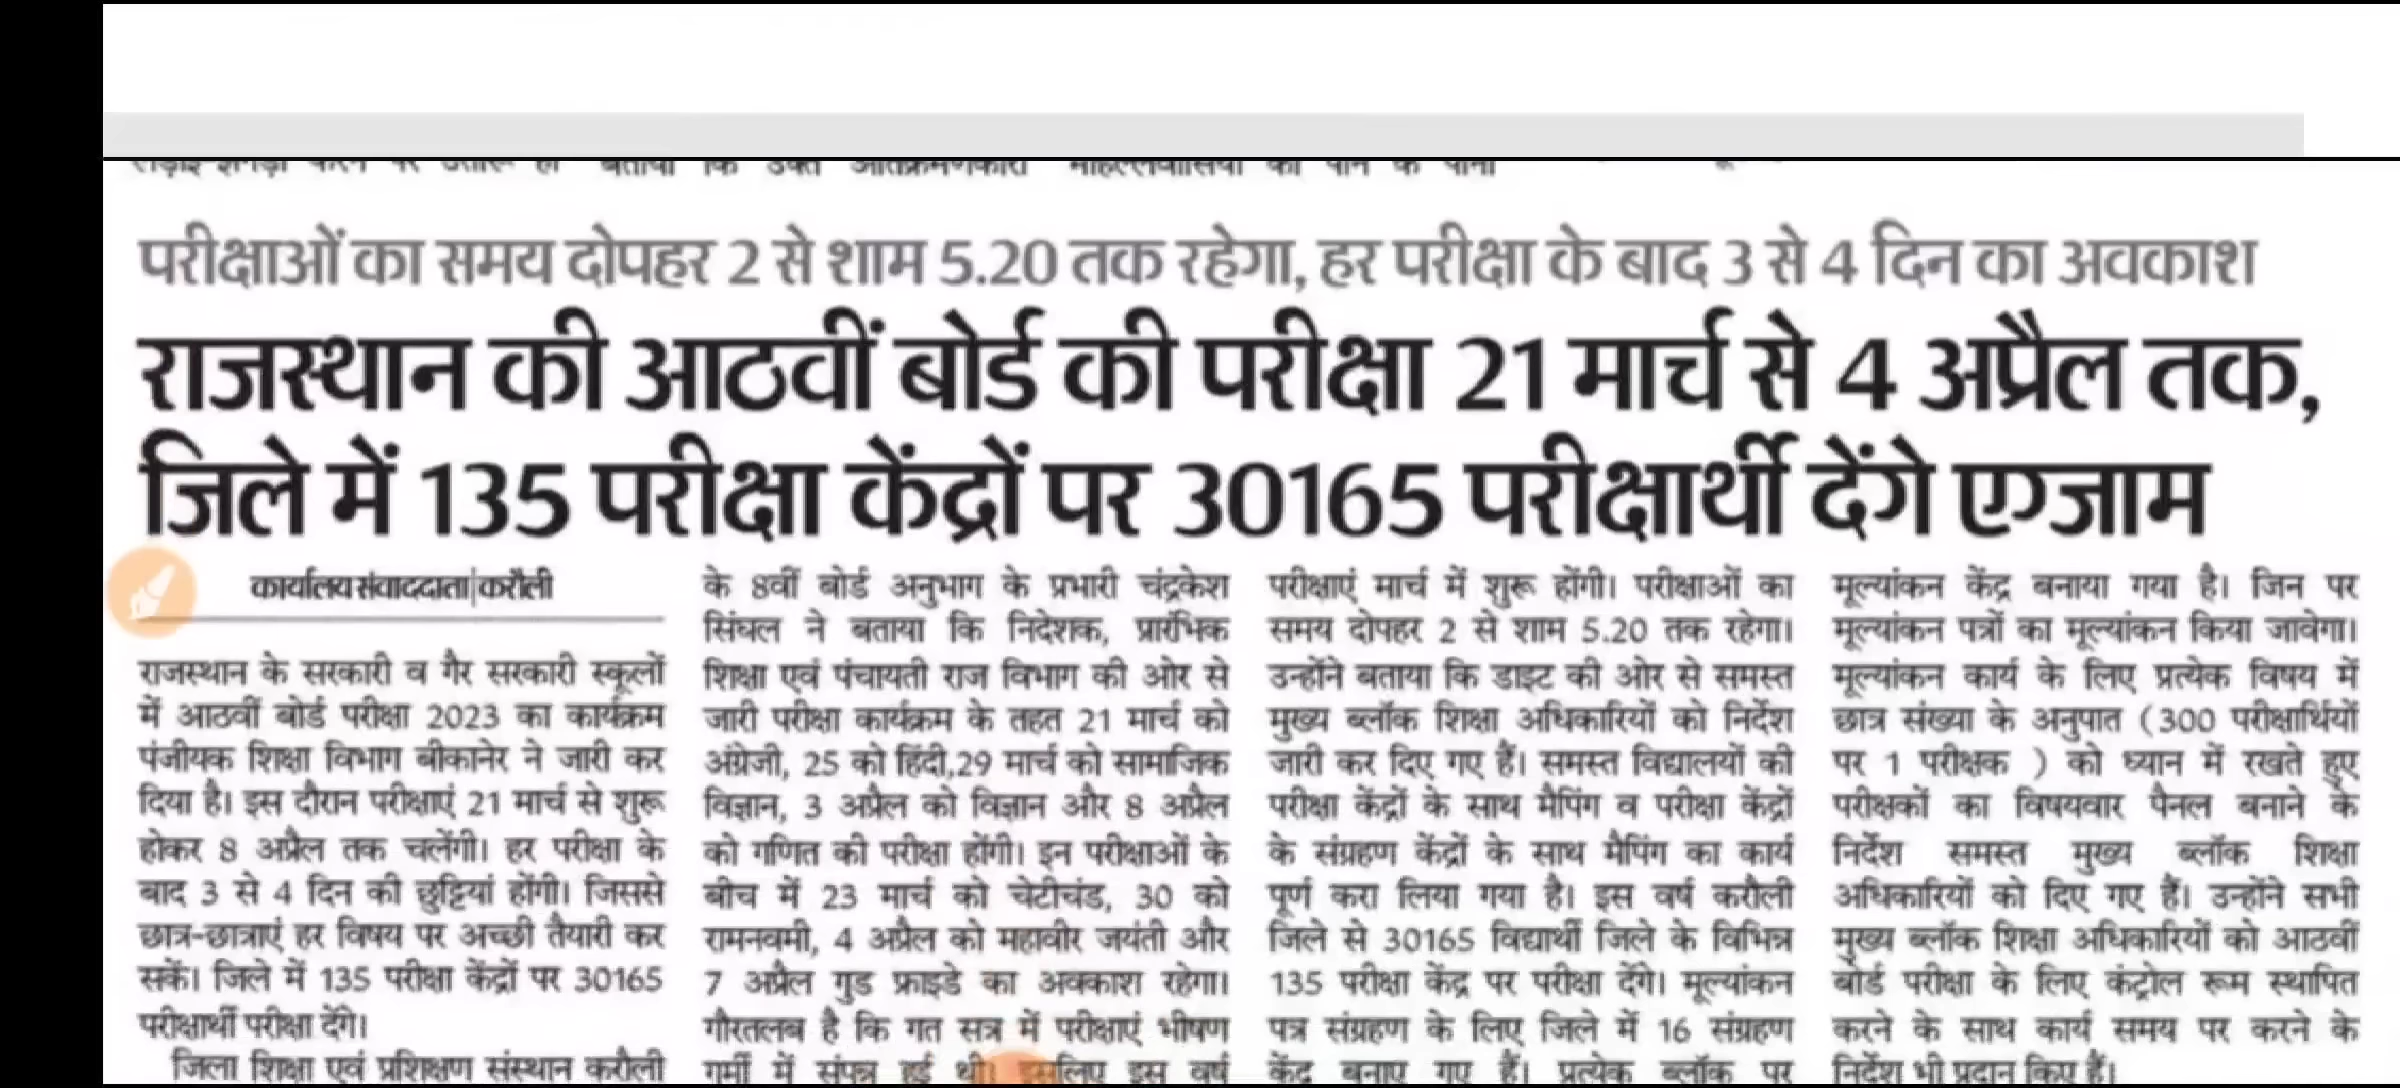 परीक्षाओं का समय दोपहर 2 से शाम 5.20 तक रहेगा, हर परीक्षा के बाद 3 से 4 दिन का अवकाश
राजस्थान की आठवीं बोर्ड की परीक्षा 21 मार्च से 4 अप्रैल तक,
जिले में 135 परीक्षा केंद्रों पर 30165 परीक्षार्थी देंगे एग्जाम
कार्यालय संवाददाता|करौली
राजस्थान के सरकारी व गैर सरकारी स्कूलों
में आठवीं बोर्ड परीक्षा 2023 का कार्यक्रम
पंजीयक शिक्षा विभाग बीकानेर ने जारी कर
दिया है। इस दौरान परीक्षाएं 21 मार्च से शुरू
होकर 8 अप्रैल तक चलेंगी। हर परीक्षा के
बाद 3 से 4 दिन की छुट्टियां होंगी। जिससे
छात्र-छात्राएं हर विषय पर अच्छी तैयारी कर
सकें। जिले में 135 परीक्षा केंद्रों पर 30165
परीक्षार्थी परीक्षा देंगे।
जिला शिक्षा एवं प्रशिक्षण संस्थान करौली
के 8वीं बोर्ड अनुभाग के प्रभारी चंद्रकेश
सिंघल ने बताया कि निदेशक, प्रारंभिक
शिक्षा एवं पंचायती राज विभाग की ओर से
जारी परीक्षा कार्यक्रम के तहत 21 मार्च को
अंग्रेजी, 25 को हिंदी,29 मार्च को सामाजिक
विज्ञान, 3 अप्रैल को विज्ञान और 8 अप्रैल
को गणित की परीक्षा होंगी। इन परीक्षाओं के
बीच में 23 मार्च को चेटीचंड, 30 को
रामनवमी, 4 अप्रैल को महावीर जयंती और
7 अप्रैल गुड फ्राइडे का अवकाश रहेगा।
गौरतलब है कि गत सत्र में परीक्षाएं भीषण
गर्मी में संपन्न हुई थी। इसलिए इस वर्ष
परीक्षाएं मार्च में शुरू होंगी। परीक्षाओं का
समय दोपहर 2 से शाम 5.20 तक रहेगा।
उन्होंने बताया कि डाइट की ओर से समस्त
मुख्य ब्लॉक शिक्षा अधिकारियों को निर्देश
जारी कर दिए गए हैं। समस्त विद्यालयों की
परीक्षा केंद्रों के साथ मैपिंग व परीक्षा केंद्रों
के संग्रहण केंद्रों के साथ मैपिंग का कार्य
पूर्ण करा लिया गया है। इस वर्ष करौली
जिले से 30165 विद्यार्थी जिले के विभिन्न
135 परीक्षा केंद्र पर परीक्षा देंगे। मूल्यांकन
पत्र संग्रहण के लिए जिले में 16 संग्रहण
केंद्र बनाए गए हैं। प्रत्येक ब्लॉक पर
मूल्यांकन केंद्र बनाया गया है। जिन पर
मूल्यांकन पत्रों का मूल्यांकन किया जावेगा।
मूल्यांकन कार्य के लिए प्रत्येक विषय में
छात्र संख्या के अनुपात (300 परीक्षार्थियों
पर 1 परीक्षक ) को ध्यान में रखते हुए
परीक्षकों का विषयवार पैनल बनाने के
निर्देश समस्त मुख्य ब्लॉक शिक्षा
अधिकारियों को दिए गए हैं। उन्होंने सभी
मुख्य ब्लॉक शिक्षा अधिकारियों को आठवीं
बोर्ड परीक्षा के लिए कंट्रोल रूम स्थापित
करने के साथ कार्य समय पर करने के
निर्देश भी प्रदान किए हैं।